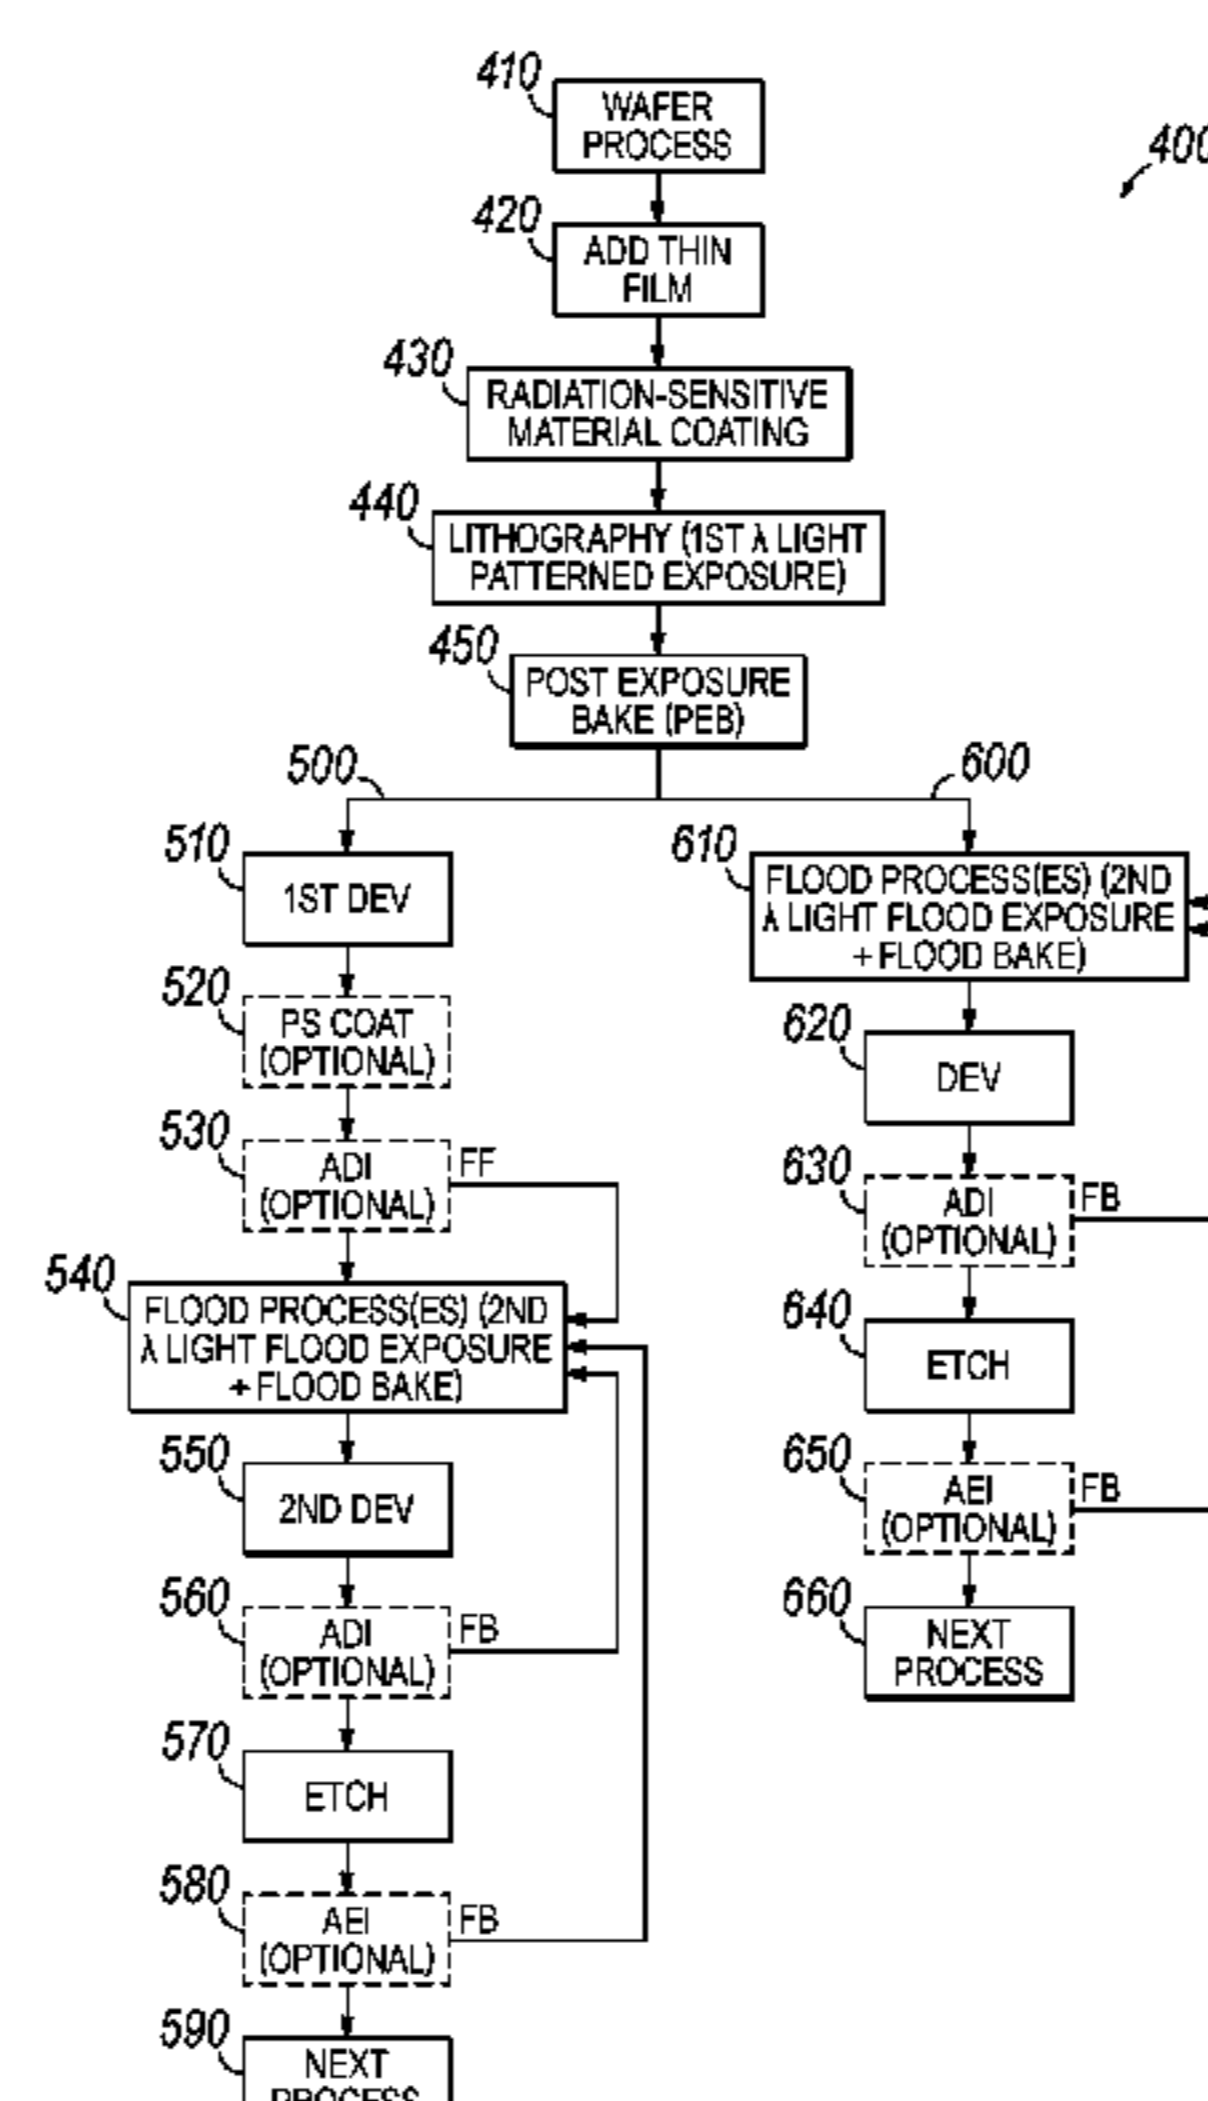 410
WAFER
PROCESS
400
420
ADD THIN
FILM
430
RADIATION-SENSITIVE
MATERIAL COATING
440
LITHOGRAPHY (1ST λ LIGHT
PATTERNED EXPOSURE)
450
POST EXPOSURE
BAKE (PEB)
500
600
510
1ST DEV
520
PS COAT
(OPTIONAL)
530
ADI
(OPTIONAL)
FF
540
FLOOD PROCESS(ES) (2ND
λ LIGHT FLOOD EXPOSURE
+ FLOOD BAKE)
550
2ND DEV
560
ADI
(OPTIONAL)
FB
570
ETCH
580
AEI
(OPTIONAL)
FB
590
NEXT
PROCESS
610
FLOOD PROCESS(ES) (2ND
λ LIGHT FLOOD EXPOSURE
+ FLOOD BAKE)
620
DEV
630
ADI
(OPTIONAL)
FB
640
ETCH
650
AEI
(OPTIONAL)
FB
660
NEXT
PROCESS